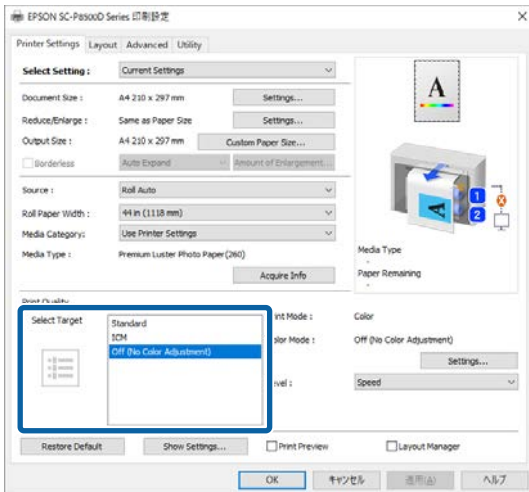 EPSON SC-P8500D Series 印刷設定
Printer Settings Layout Advanced Utility
Select Setting : Current Settings
Document Size : A4 210 x 297 mm Settings...
Reduce/Enlarge : Same as Paper Size Settings...
Output Size : A4 210 x 297 mm Custom Paper Size...
Borderless Auto Expand Amount of Enlargement...
A
Source : Roll Auto
Roll Paper Width : 44 in (1118 mm)
Media Category: Use Printer Settings
Media Type : Premium Luster Photo Paper(260)
Acquire Info
A
1
2
Media Type
-
Paper Remaining
-
Print Quality
Select Target
Standard
ICM
Off (No Color Adjustment)
int Mode : Color
olor Mode : Off (No Color Adjustment)
Settings...
evel : Speed
Restore Default Show Settings... Print Preview Layout Manager
OK キャンセル 適用(A) ヘルプ